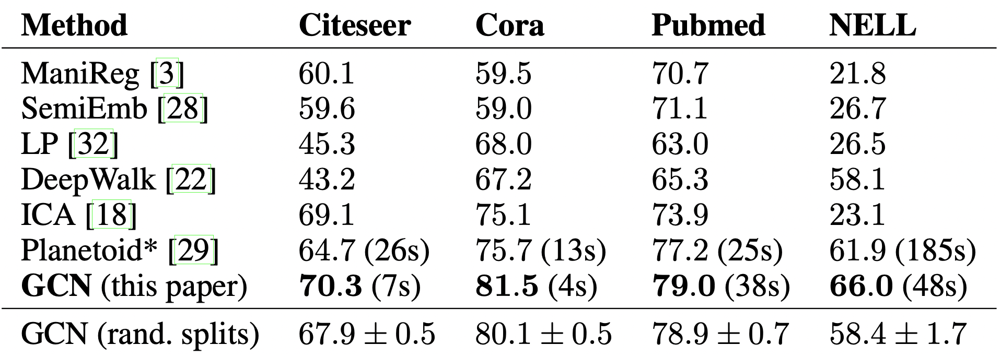 Method Citeseer Cora Pubmed NELL
ManiReg [3] 60.1 59.5 70.7 21.8
SemiEmb [28] 59.6 59.0 71.1 26.7
LP [32] 45.3 68.0 63.0 26.5
DeepWalk [22] 43.2 67.2 65.3 58.1
ICA [18] 69.1 75.1 73.9 23.1
Planetoid* [29] 64.7 (26s) 75.7 (13s) 77.2 (25s) 61.9 (185s)
GCN (this paper) 70.3 (7s) 81.5 (4s) 79.0 (38s) 66.0 (48s)
GCN (rand. splits) 67.9 ± 0.5 80.1 ± 0.5 78.9 ± 0.7 58.4 ± 1.7